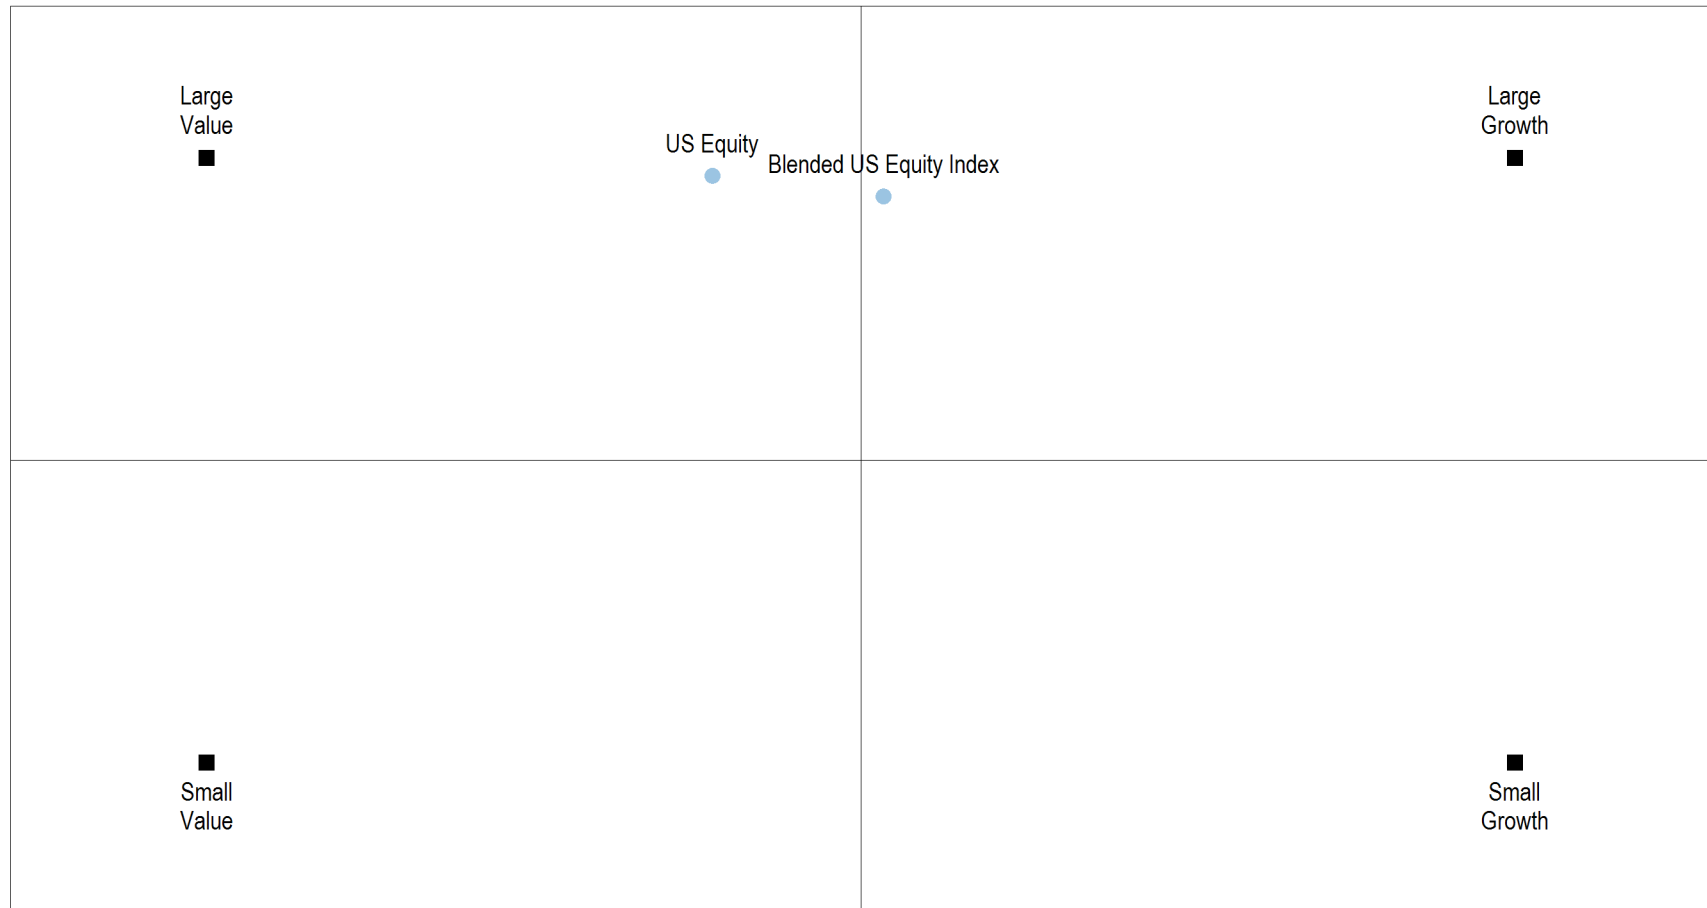 Large
Value
Large
Growth
US Equity
Blended US Equity Index
Small
Value
Small
Growth